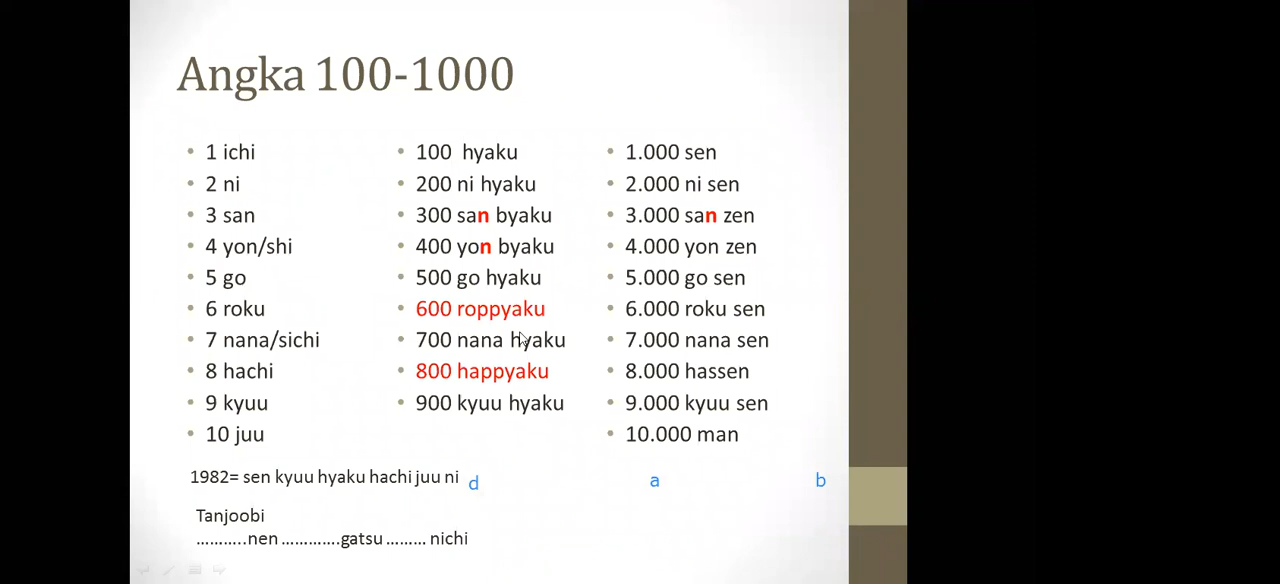 Angka 100-1000
• 1 ichi
• 2 ni
• 3 san
• 4 yon/shi
• 5 go
• 6 roku
• 7 nana/sichi
• 8 hachi
• 9 kyuu
• 10 juu
• 100 hyaku
• 200 ni hyaku
• 300 san byaku
• 400 yon byaku
• 500 go hyaku
• 600 roppyaku
• 700 nana hyaku
• 800 happyaku
• 900 kyuu hyaku
• 1.000 sen
• 2.000 ni sen
• 3.000 san zen
• 4.000 yon zen
• 5.000 go sen
• 6.000 roku sen
• 7.000 nana sen
• 8.000 hassen
• 9.000 kyuu sen
• 10.000 man
1982= sen kyuu hyaku hachi juu ni d a b
Tanjoobi
………..nen ………….gatsu ……… nichi